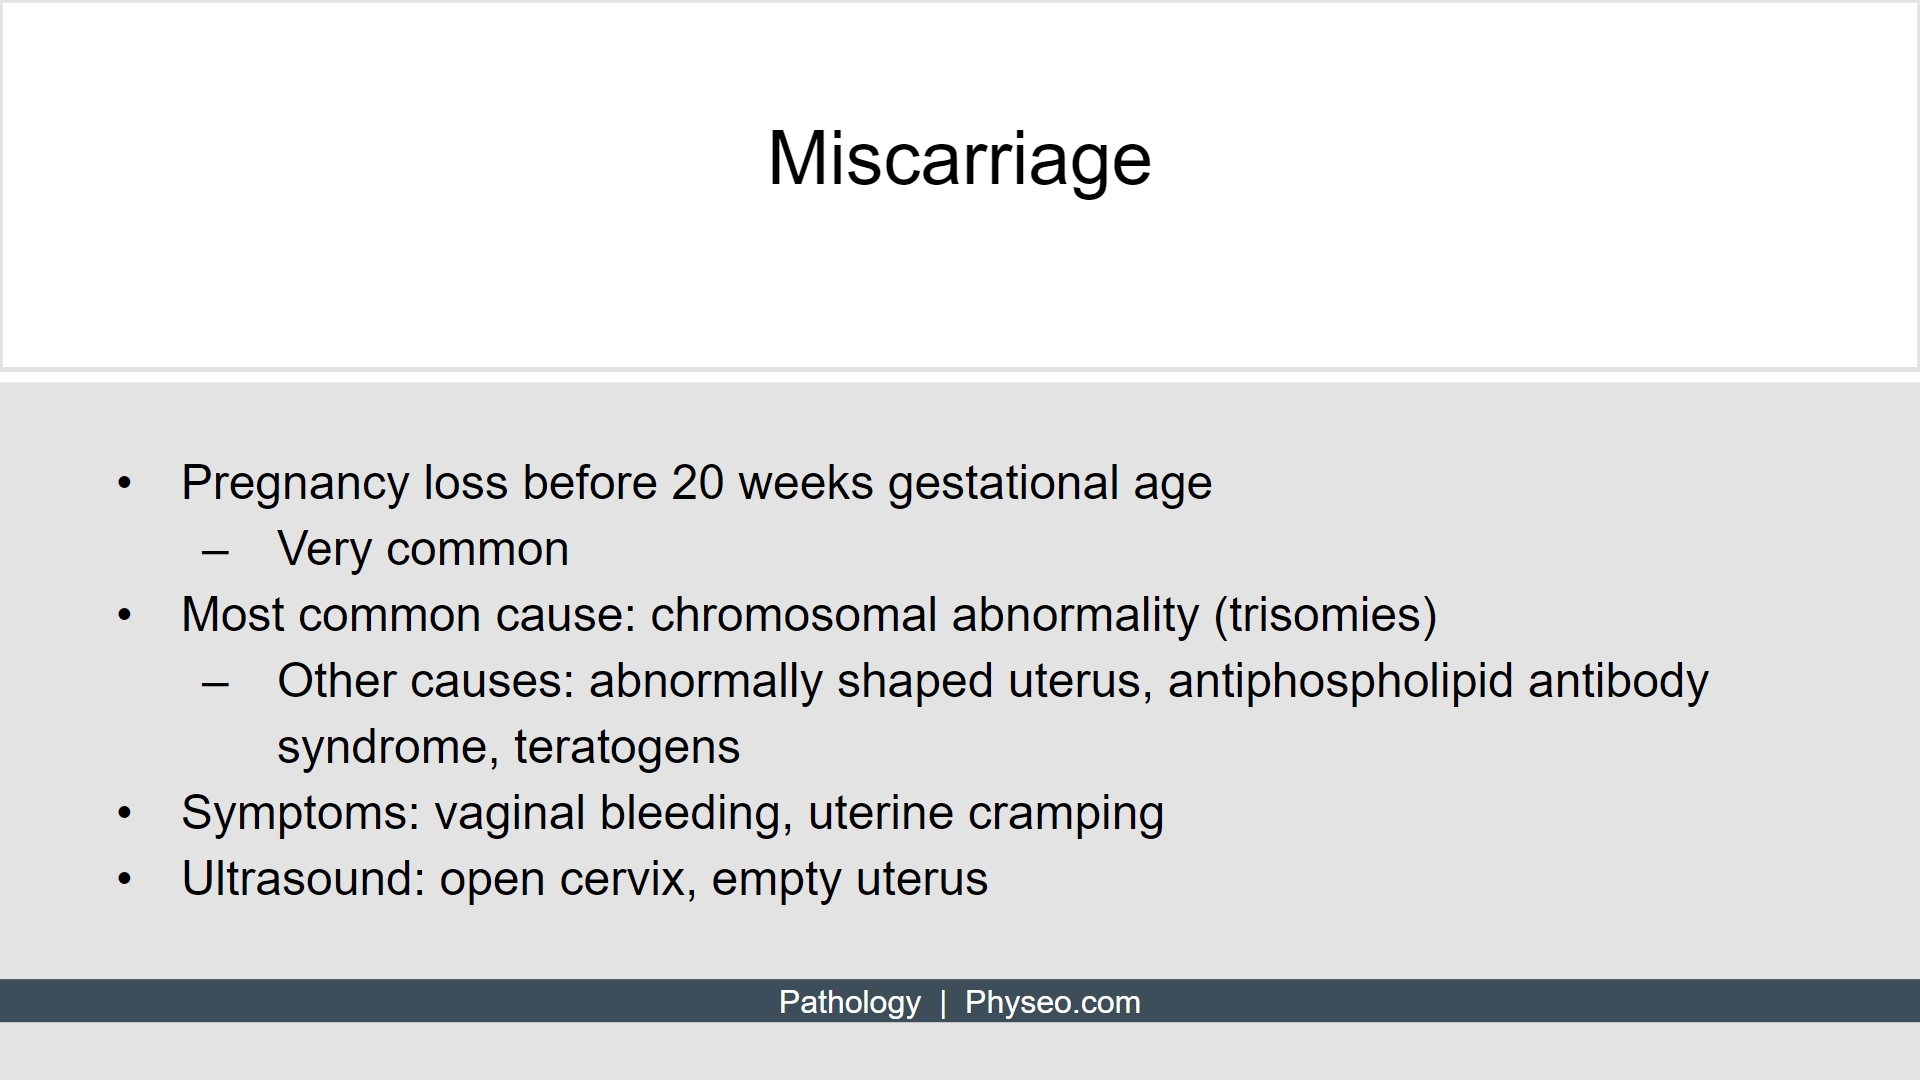 Miscarriage
• Pregnancy loss before 20 weeks gestational age
– Very common
• Most common cause: chromosomal abnormality (trisomies)
– Other causes: abnormally shaped uterus, antiphospholipid antibody
syndrome, teratogens
• Symptoms: vaginal bleeding, uterine cramping
• Ultrasound: open cervix, empty uterus
Pathology | Physeo.com